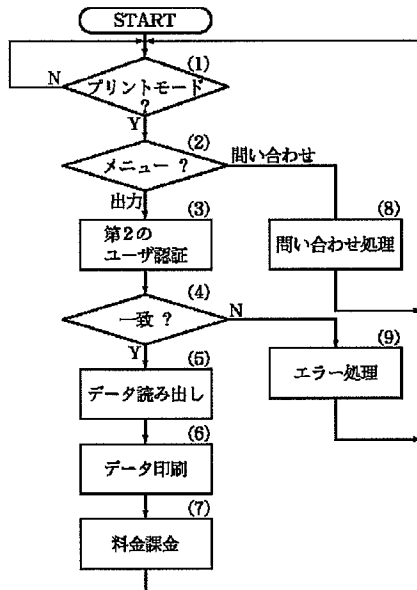 START
(1)
N
プリントモード
?
Y
(2)
メニュー ?
問い合わせ
出力
(3)
第2の
ユーザ認証
(8)
問い合わせ処理
(4)
一致 ?
N
Y
(9)
エラー処理
(5)
データ読み出し
(6)
データ印刷
(7)
料金課金